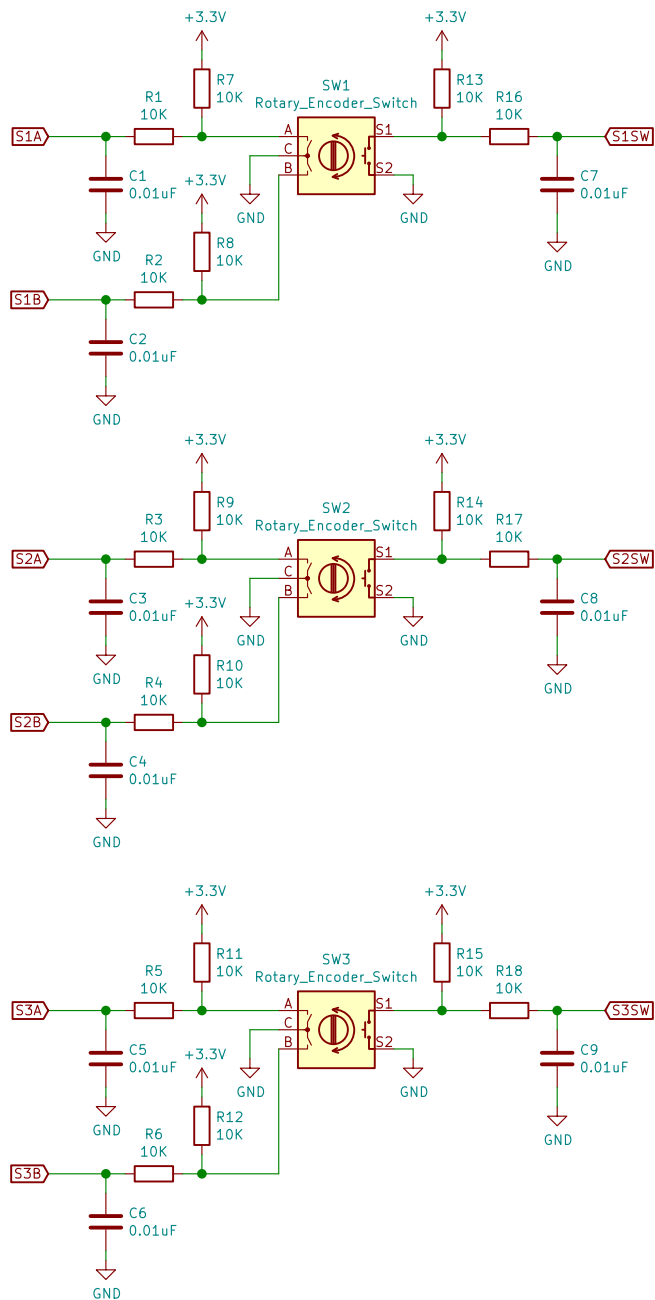 +3.3V
+3.3V
R7
10K
SW1
Rotary_Encoder_Switch
R13
10K
R1
10K
R16
10K
S1A
A
S1
S1SW
C
B
S2
C1
0.01uF
+3.3V
GND
GND
C7
0.01uF
GND
R8
10K
R2
10K
GND
S1B
C2
0.01uF
GND
+3.3V
+3.3V
R9
10K
SW2
Rotary_Encoder_Switch
R14
10K
R3
10K
R17
10K
S2A
A
S1
S2SW
C
B
S2
C3
0.01uF
+3.3V
GND
GND
C8
0.01uF
GND
R10
10K
R4
10K
GND
S2B
C4
0.01uF
GND
+3.3V
+3.3V
R11
10K
SW3
Rotary_Encoder_Switch
R15
10K
R5
10K
R18
10K
S3A
A
S1
S3SW
C
B
S2
C5
0.01uF
+3.3V
GND
GND
C9
0.01uF
GND
R12
10K
R6
10K
GND
S3B
C6
0.01uF
GND